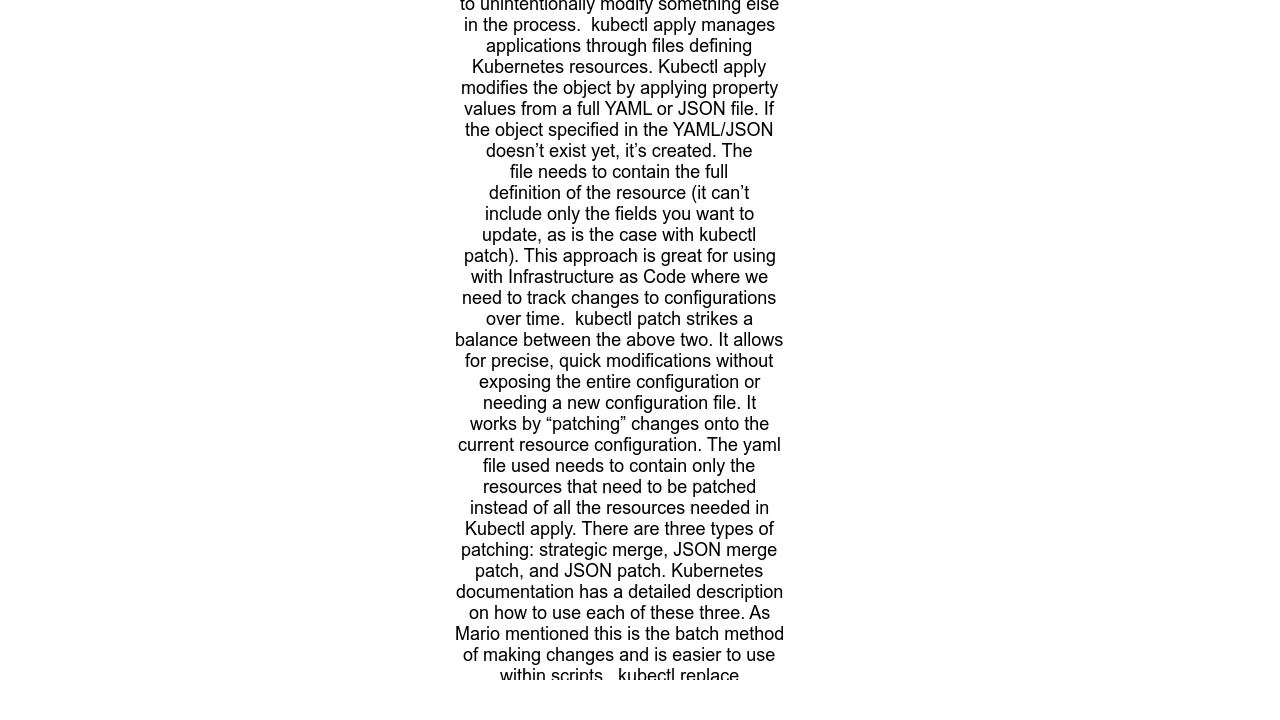 to unintentionally modify something else
in the process.  kubectl apply manages
applications through files defining
Kubernetes resources. Kubectl apply
modifies the object by applying property
values from a full YAML or JSON file. If
the object specified in the YAML/JSON
doesn’t exist yet, it’s created. The
file needs to contain the full
definition of the resource (it can’t
include only the fields you want to
update, as is the case with kubectl
patch). This approach is great for using
with Infrastructure as Code where we
need to track changes to configurations
over time.  kubectl patch strikes a
balance between the above two. It allows
for precise, quick modifications without
exposing the entire configuration or
needing a new configuration file. It
works by “patching” changes onto the
current resource configuration. The yaml
file used needs to contain only the
resources that need to be patched
instead of all the resources needed in
Kubectl apply. There are three types of
patching: strategic merge, JSON merge
patch, and JSON patch. Kubernetes
documentation has a detailed description
on how to use each of these three. As
Mario mentioned this is the batch method
of making changes and is easier to use
within scripts.  kubectl replace